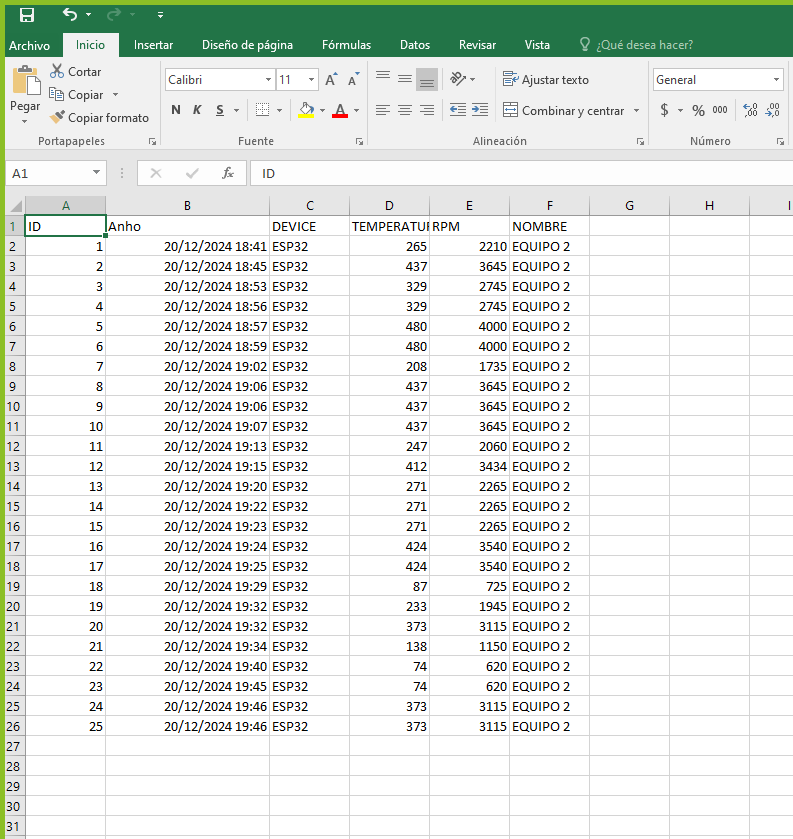 Archivo Inicio Insertar Diseño de página Fórmulas Datos Revisar Vista ¿Qué desea hacer?
Pegar
Cortar
Copiar
Copiar formato
Portapapeles
Calibri 11 A A
N K S A
Fuente
Ajustar texto
Combinar y centrar
Alineación
General
$ % 000 ,00 ,00
Número
A1 fx ID
A B C D E F G H I
1 ID Anho DEVICE TEMPERATUR RPM NOMBRE
2 1 20/12/2024 18:41 ESP32 265 2210 EQUIPO 2
3 2 20/12/2024 18:45 ESP32 437 3645 EQUIPO 2
4 3 20/12/2024 18:53 ESP32 329 2745 EQUIPO 2
5 4 20/12/2024 18:56 ESP32 329 2745 EQUIPO 2
6 5 20/12/2024 18:57 ESP32 480 4000 EQUIPO 2
7 6 20/12/2024 18:59 ESP32 480 4000 EQUIPO 2
8 7 20/12/2024 19:02 ESP32 208 1735 EQUIPO 2
9 8 20/12/2024 19:06 ESP32 437 3645 EQUIPO 2
10 9 20/12/2024 19:06 ESP32 437 3645 EQUIPO 2
11 10 20/12/2024 19:07 ESP32 437 3645 EQUIPO 2
12 11 20/12/2024 19:13 ESP32 247 2060 EQUIPO 2
13 12 20/12/2024 19:15 ESP32 412 3434 EQUIPO 2
14 13 20/12/2024 19:20 ESP32 271 2265 EQUIPO 2
15 14 20/12/2024 19:22 ESP32 271 2265 EQUIPO 2
16 15 20/12/2024 19:23 ESP32 271 2265 EQUIPO 2
17 16 20/12/2024 19:24 ESP32 424 3540 EQUIPO 2
18 17 20/12/2024 19:25 ESP32 424 3540 EQUIPO 2
19 18 20/12/2024 19:29 ESP32 87 725 EQUIPO 2
20 19 20/12/2024 19:32 ESP32 233 1945 EQUIPO 2
21 20 20/12/2024 19:32 ESP32 373 3115 EQUIPO 2
22 21 20/12/2024 19:34 ESP32 138 1150 EQUIPO 2
23 22 20/12/2024 19:40 ESP32 74 620 EQUIPO 2
24 23 20/12/2024 19:45 ESP32 74 620 EQUIPO 2
25 24 20/12/2024 19:46 ESP32 373 3115 EQUIPO 2
26 25 20/12/2024 19:46 ESP32 373 3115 EQUIPO 2
27
28
29
30
31